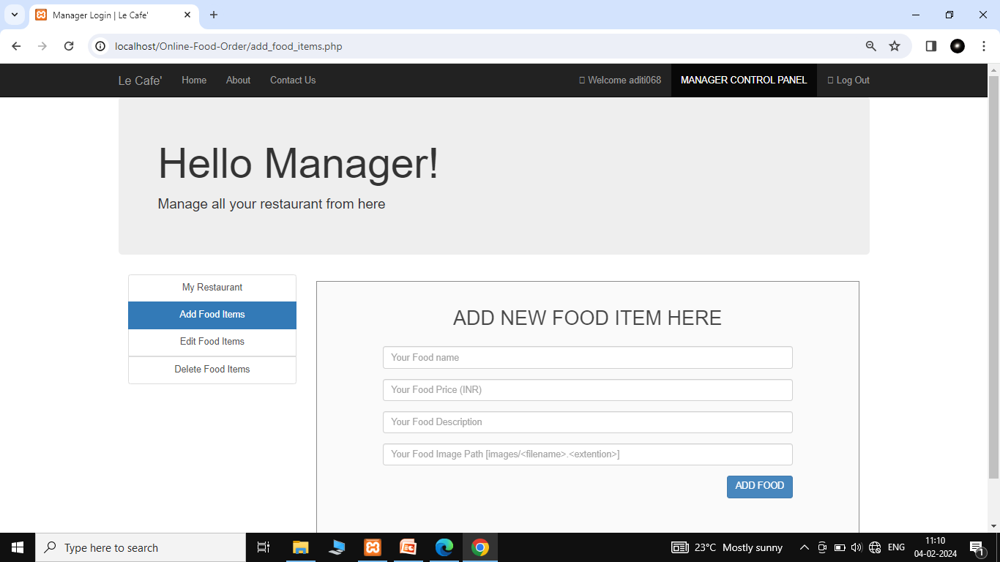 Manager Login | Le Cafe'
localhost/Online-Food-Order/add_food_items.php
Le Cafe' Home About Contact Us Welcome aditi068 MANAGER CONTROL PANEL Log Out
Hello Manager!
Manage all your restaurant from here
My Restaurant
Add Food Items
Edit Food Items
Delete Food Items
ADD NEW FOOD ITEM HERE
Your Food name
Your Food Price (INR)
Your Food Description
Your Food Image Path [images/<filename>.<extention>]
ADD FOOD
Type here to search
23°C Mostly sunny
ENG
11:10
04-02-2024
1